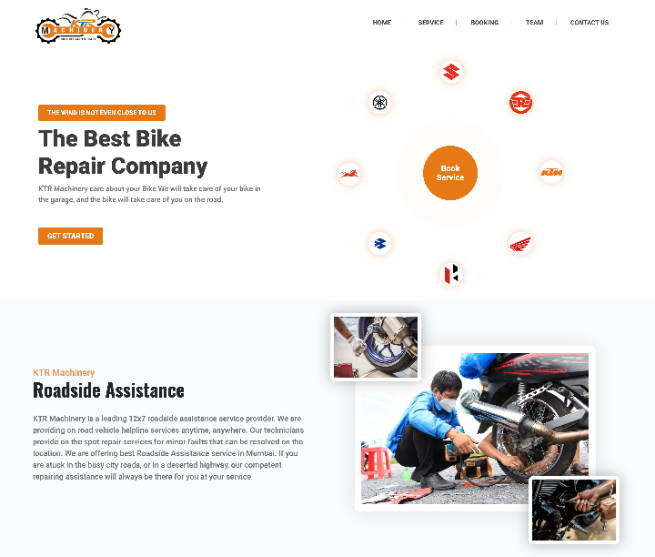 KTR
MACHINERY
HOME
SERVICE
BOOKING
TEAM
CONTACT US
THE WIND IS NOT EVEN CLOSE TO US
The Best Bike
Repair Company
KTR Machinery care about your Bike.We will take care of your bike in
the garage, and the bike will take care of you on the road.
GET STARTED
Book
Service
KTM
KTR Machinery
Roadside Assistance
KTR Machinery is a leading 12x7 roadside assistance service provider. We are
providing on road vehicle helpline services anytime, anywhere. Our technicians
provide on the spot repair services for minor faults that can be resolved on the
location. We are offering best Roadside Assistance service in Mumbai. If you
are stuck in the busy city roads, or in a deserted highway, our competent
repairing assistance will always be there for you at your service